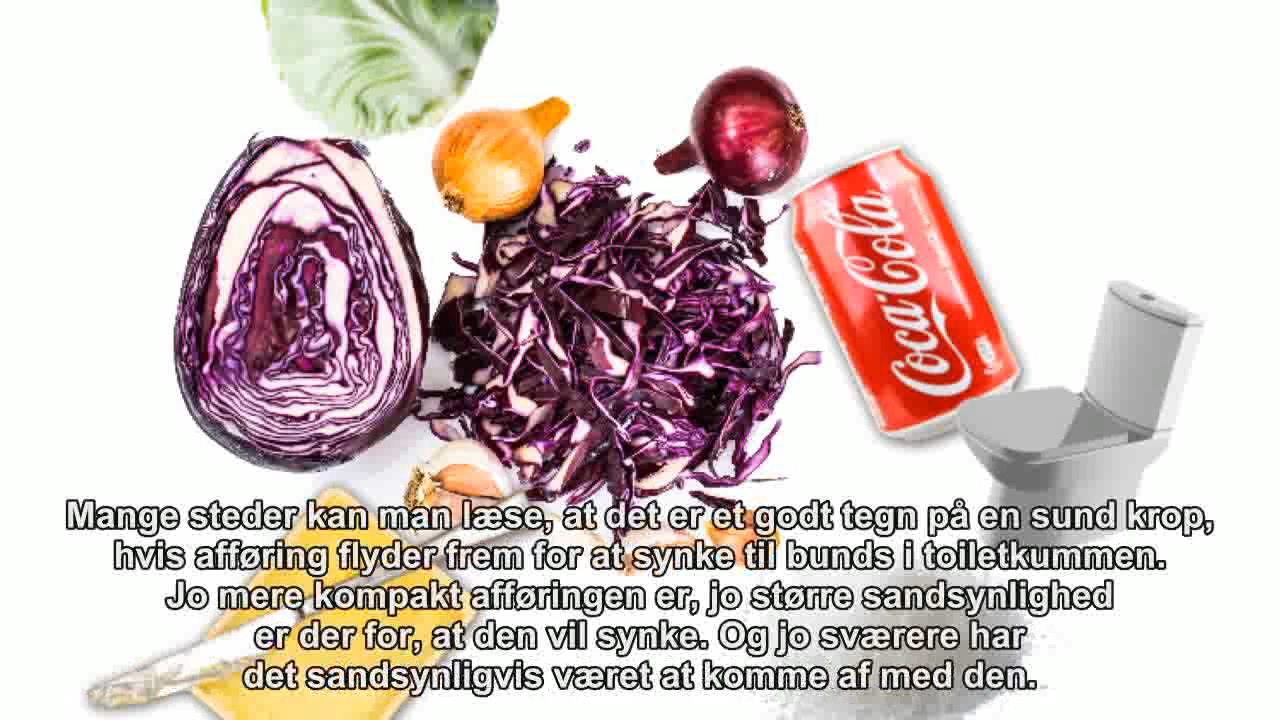 Coca-Cola
Mange steder kan man læse, at det er et godt tegn på en sund krop,
hvis afføring flyder frem for at synke til bunds i toiletkummen.
Jo mere kompakt afføringen er, jo større sandsynlighed
er der for, at den vil synke. Og jo sværere har
det sandsynligvis været at komme af med den.